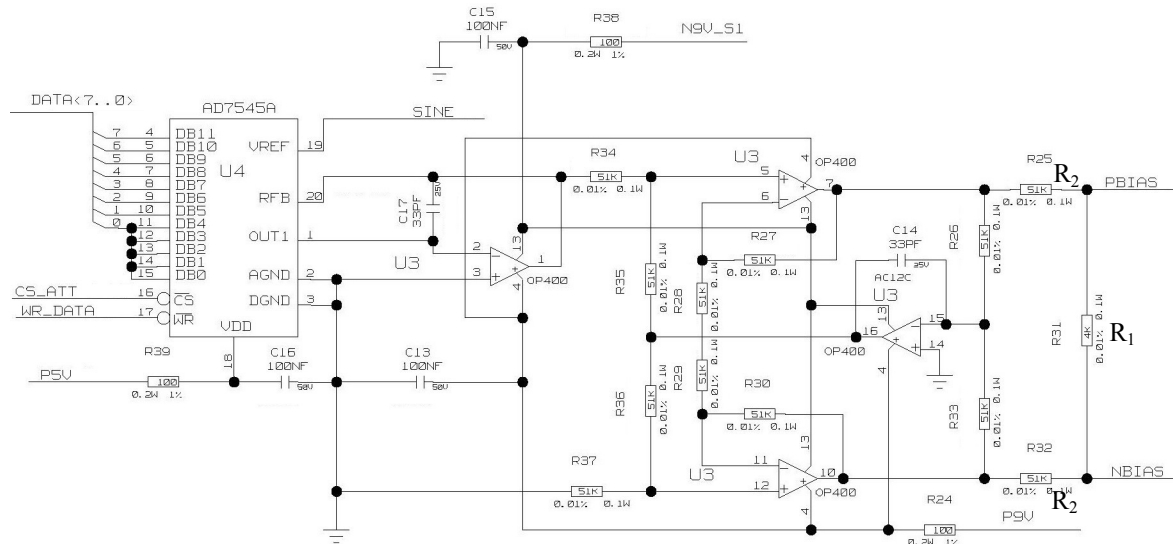 C15
100NF
50V
R38
100
0.2W 1%
N9V_S1
DATA<7..0>
AD7545A
SINE
7 4 DB11
6 5 DB10
5 6 DB9
4 7 DB8
3 8 DB7
2 9 DB6
1 10 DB5
0 11 DB4
12 DB3
13 DB2
14 DB1
15 DB0
U4
VREF 19
RFB 20
OUT1 1
AGND 2
DGND 3
CS_ATT 16 CS
WR_DATA 17 WR
VDD
18
R39
P5V
100
0.2W 1%
C16
100NF
50V
C13
100NF
50V
C17
33PF
25V
U3
2
3
13
1
4
OP400
R34
51K
0.01% 0.1W
R35
51K
0.01% 0.1W
R36
51K
0.01% 0.1W
R37
51K
0.01% 0.1W
U3
5
6
4
7
13
OP400
R27
51K
0.01% 0.1W
R28
51K
0.01% 0.1W
R29
51K
0.01% 0.1W
R30
51K
0.01% 0.1W
U3
11
12
13
10
4
OP400
C14
33PF
25V
AC12C
U3
13
16
15
14
4
OP400
R26
51K
0.01% 0.1W
R33
51K
0.01% 0.1W
R25
R2
51K
0.01% 0.1W
PBIAS
R31
4K
0.01% 0.1W
R1
R32
51K
0.01% 0.1W
R2
NBIAS
R24
100
0.2W 1%
P9V